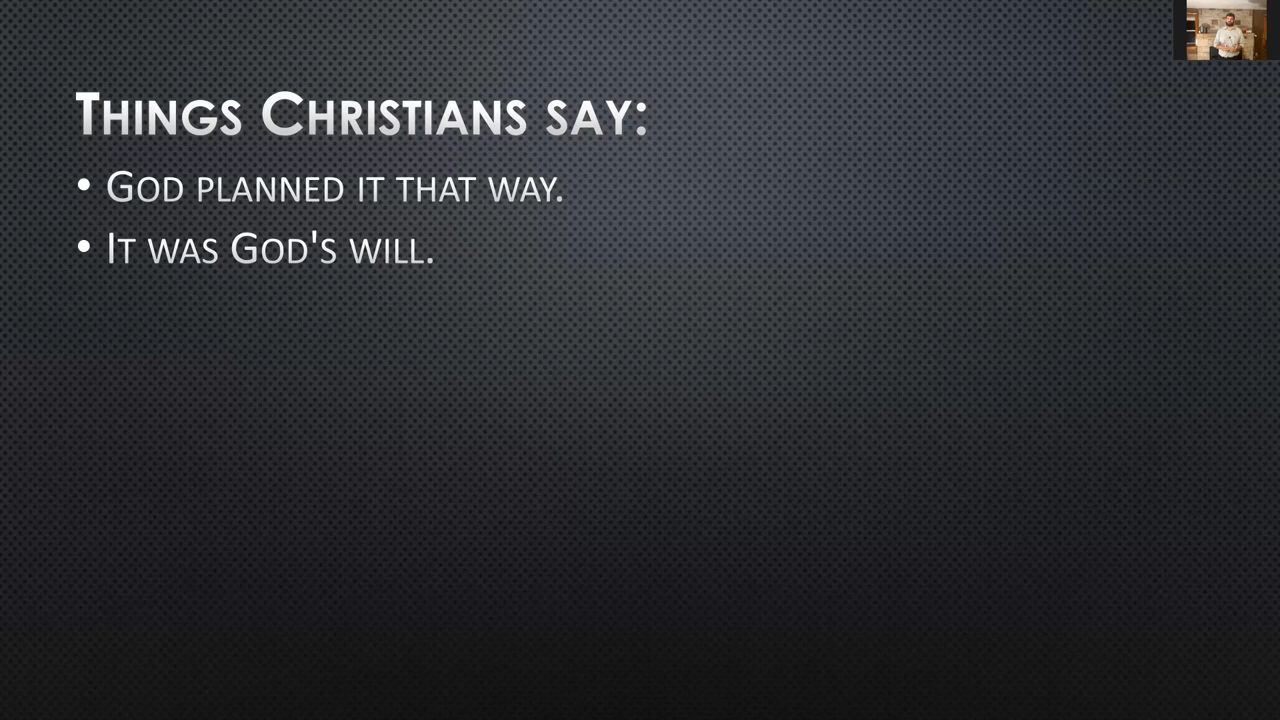 Things Christians say:
• God planned it that way.
• It was God's will.